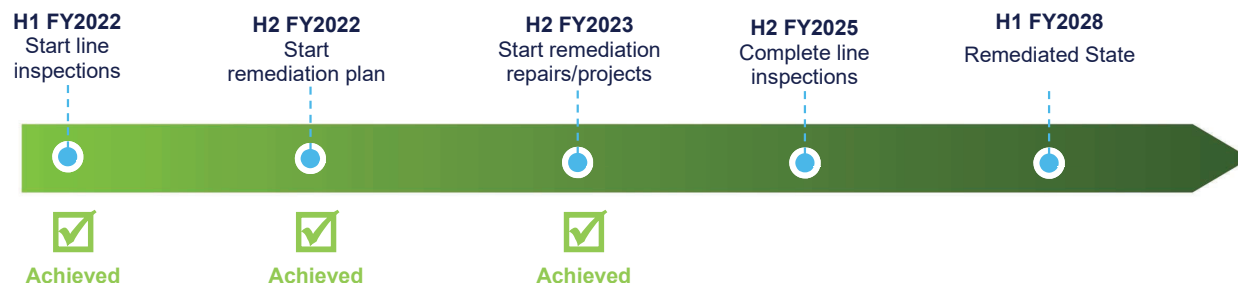 H1 FY2022
Start line
inspections
H2 FY2022
Start
remediation plan
H2 FY2023
Start remediation
repairs/projects
H2 FY2025
Complete line
inspections
H1 FY2028
Remediated State
Achieved
Achieved
Achieved